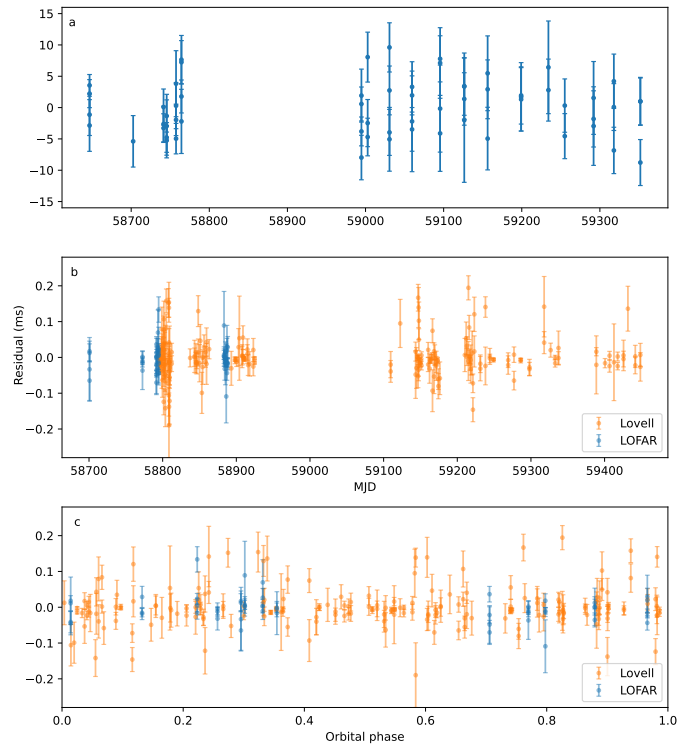 a
15
10
5
0
−5
−10
−15
58700 58800 58900 59000 59100 59200 59300
b
0.2
0.1
0.0
−0.1
−0.2
Residual (ms)
Lovell
LOFAR
58700 58800 58900 59000 59100 59200 59300 59400
MJD
c
0.2
0.1
0.0
−0.1
−0.2
Lovell
LOFAR
0.0 0.2 0.4 0.6 0.8 1.0
Orbital phase